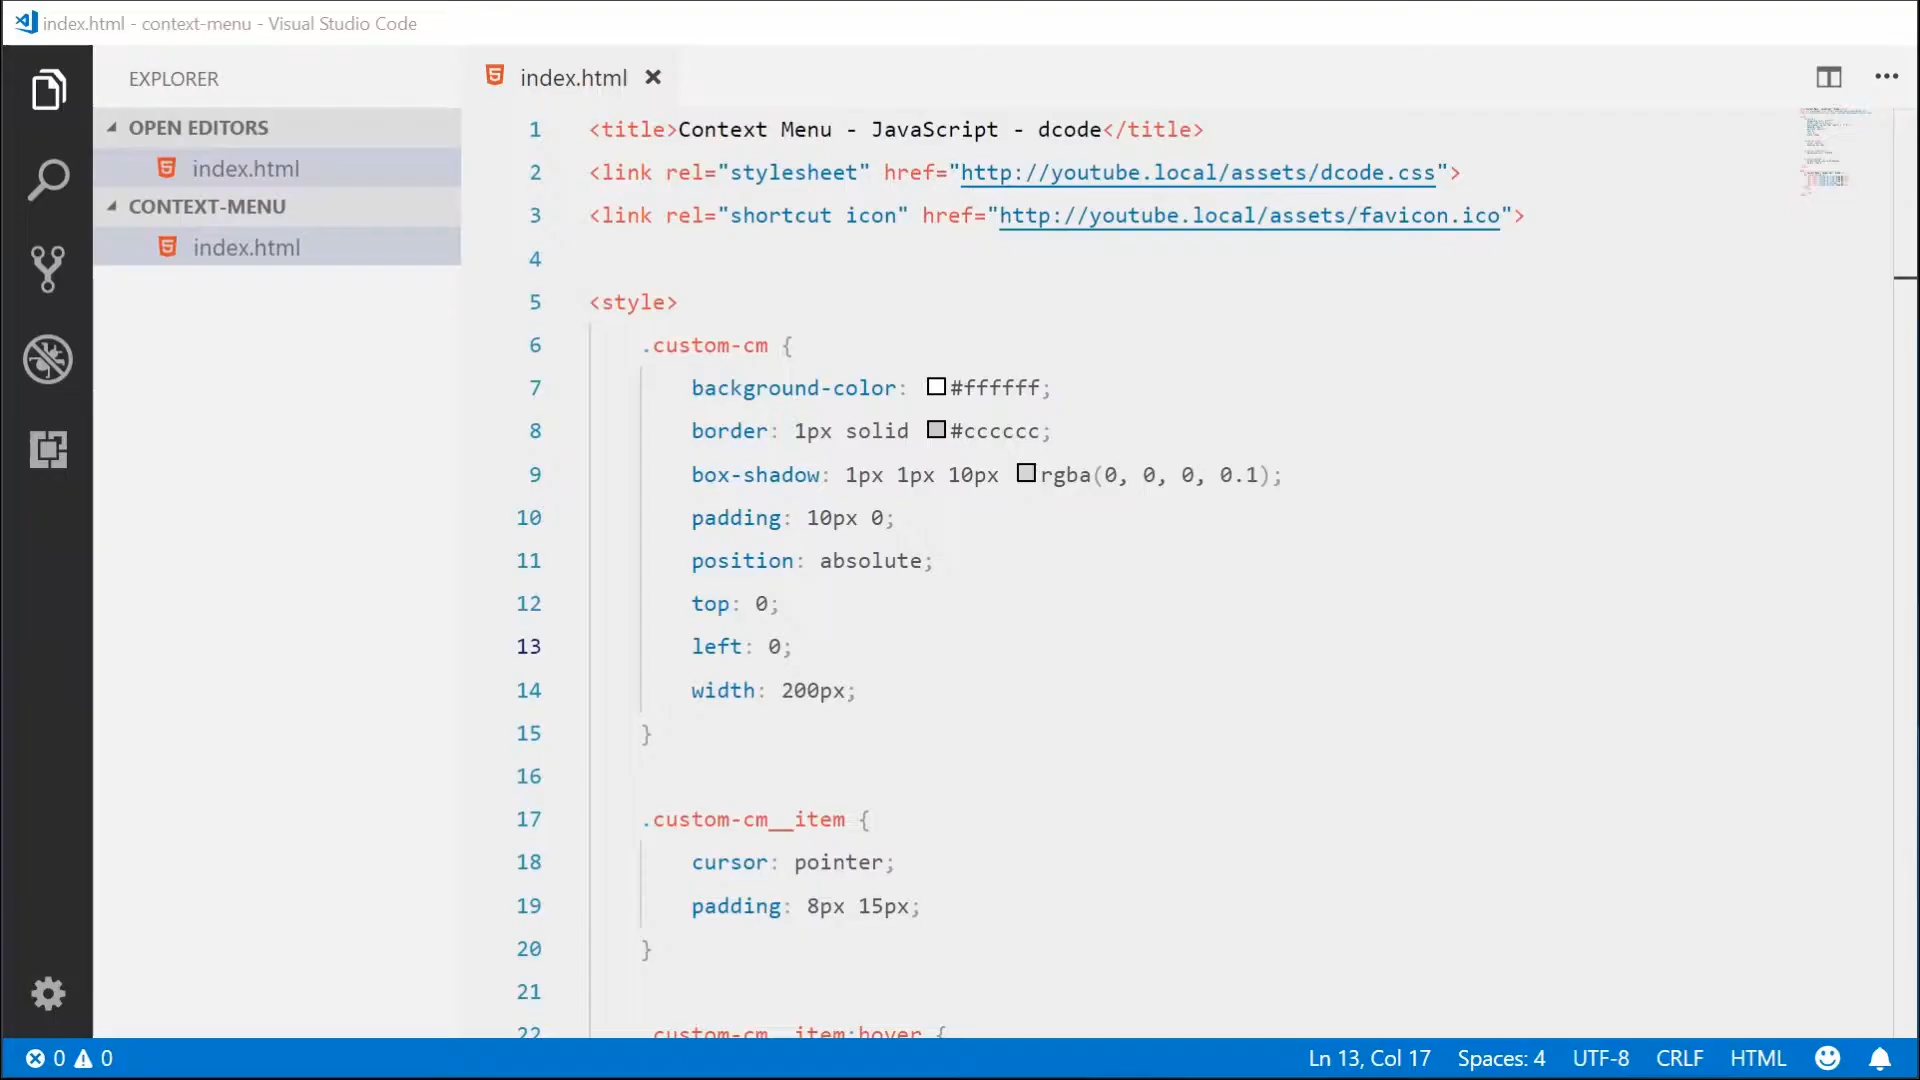 index.html - context-menu - Visual Studio Code
EXPLORER
OPEN EDITORS
index.html
CONTEXT-MENU
index.html
index.html
1 <title>Context Menu - JavaScript - dcode</title>
2 <link rel="stylesheet" href="http://youtube.local/assets/dcode.css">
3 <link rel="shortcut icon" href="http://youtube.local/assets/favicon.ico">
4
5 <style>
6 .custom-cm {
7 background-color: #ffffff;
8 border: 1px solid #cccccc;
9 box-shadow: 1px 1px 10px rgba(0, 0, 0, 0.1);
10 padding: 10px 0;
11 position: absolute;
12 top: 0;
13 left: 0;
14 width: 200px;
15 }
16
17 .custom-cm__item {
18 cursor: pointer;
19 padding: 8px 15px;
20 }
21
22 .custom-cm__item:hover {
0 0 Ln 13, Col 17 Spaces: 4 UTF-8 CRLF HTML